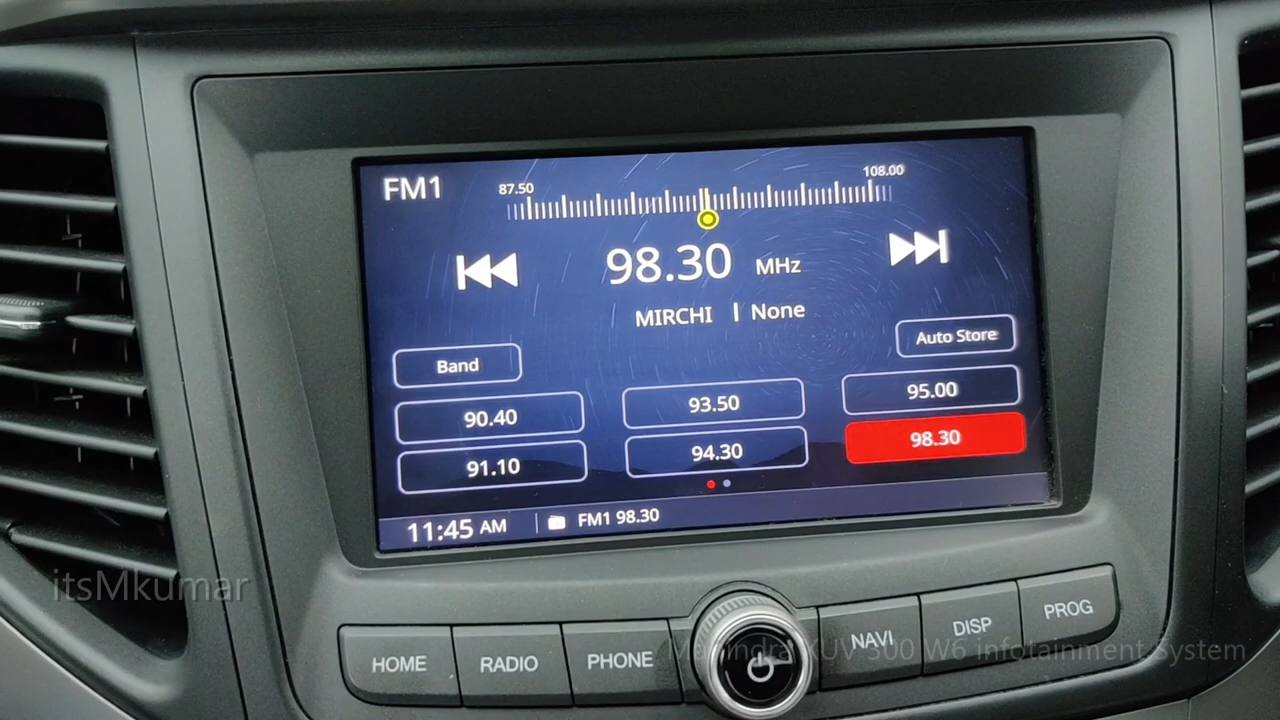 FM1
87.50
108.00
98.30 MHz
MIRCHI | None
Band
Auto Store
90.40
93.50
95.00
91.10
94.30
98.30
11:45 AM
FM1 98.30
itsMkumar
HOME
RADIO
PHONE
NAVI
DISP
PROG
Mahindra XUV 300 W6 infotainment System